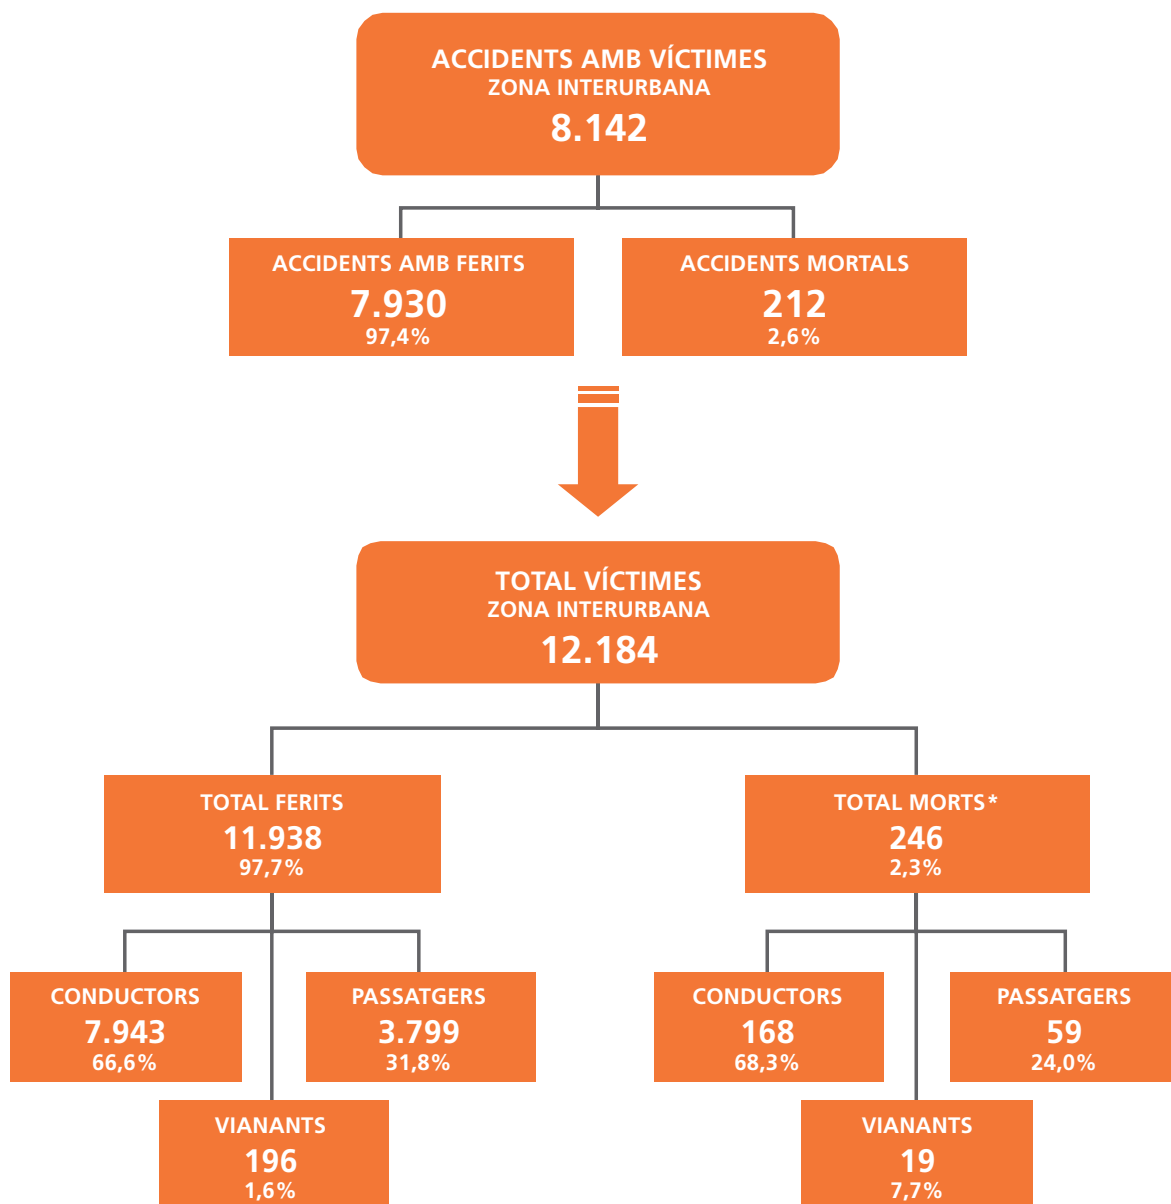 ACCIDENTS AMB VÍCTIMES
ZONA INTERURBANA
8.142
ACCIDENTS AMB FERITS
7.930
97,4%
ACCIDENTS MORTALS
212
2,6%
TOTAL VÍCTIMES
ZONA INTERURBANA
12.184
TOTAL FERITS
11.938
97,7%
TOTAL MORTS*
246
2,3%
CONDUCTORS
7.943
66,6%
PASSATGERS
3.799
31,8%
VIANANTS
196
1,6%
CONDUCTORS
168
68,3%
PASSATGERS
59
24,0%
VIANANTS
19
7,7%